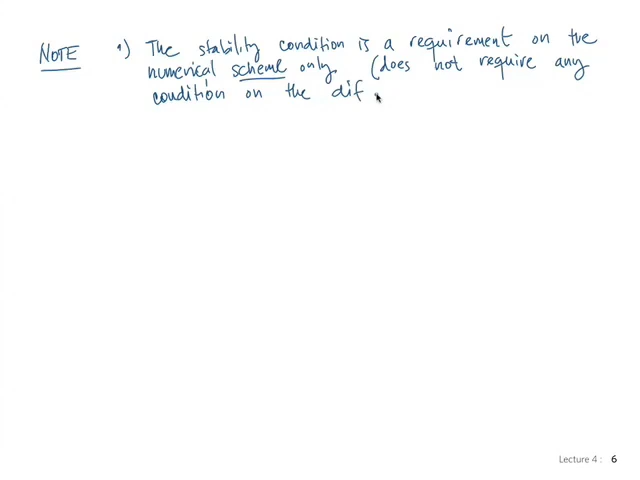 NOTE 1) The stability condition is a requirement on the
numerical scheme only (does not require any
condition on the dif
Lecture 4 : 6